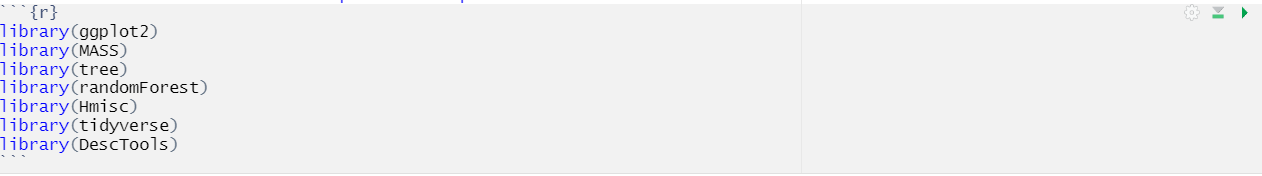 ```{r}
library(ggplot2)
library(MASS)
library(tree)
library(randomForest)
library(Hmisc)
library(tidyverse)
library(DescTools)
```